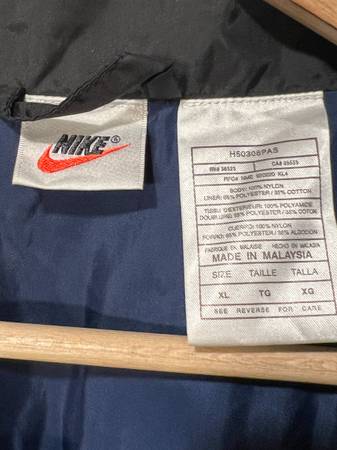 NIKE
H50308PAS
RN# 56323 CA# 05553
BODY: 100% NYLON
LINER: 65% POLYESTER / 35% COTTON
TISSU D'EXTERIEUR: 100% POLYAMIDE
DOUBLURE: 65% POLYESTER / 35% COTON
CUERPO: 100% NYLON
FORRO: 65% POLYESTER / 35% ALGODON
FABRIQUE EN MALAISIE HECHO EN MALASIA
MADE IN MALAYSIA
SIZE TAILLE TALLA
XL TG XG
SEE REVERSE FOR CARE